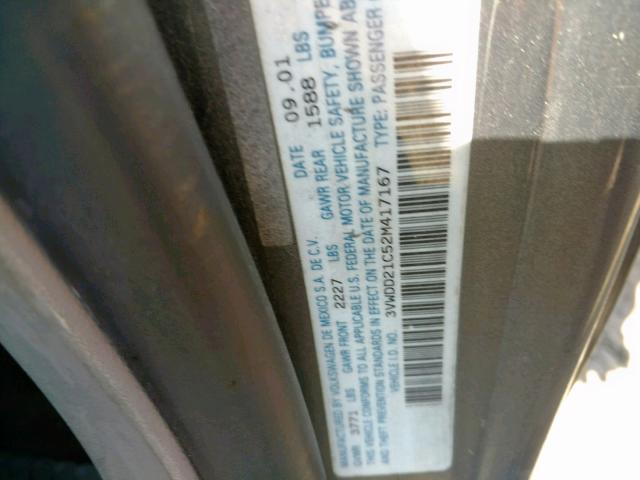 MANUFACTURED BY VOLKSWAGEN DE MEXICO S.A. DE C.V. DATE 09.01
GVWR 3771 LBS GAWR FRONT 2227 LBS GAWR REAR 1588 LBS
THIS VEHICLE CONFORMS TO ALL APPLICABLE U.S. FEDERAL MOTOR VEHICLE SAFETY, BUMPE
AND THEFT PREVENTION STANDARDS IN EFFECT ON THE DATE OF MANUFACTURE SHOWN AB
VEHICLE I.D. NO. 3VWDD21C52M417167 TYPE: PASSENGER